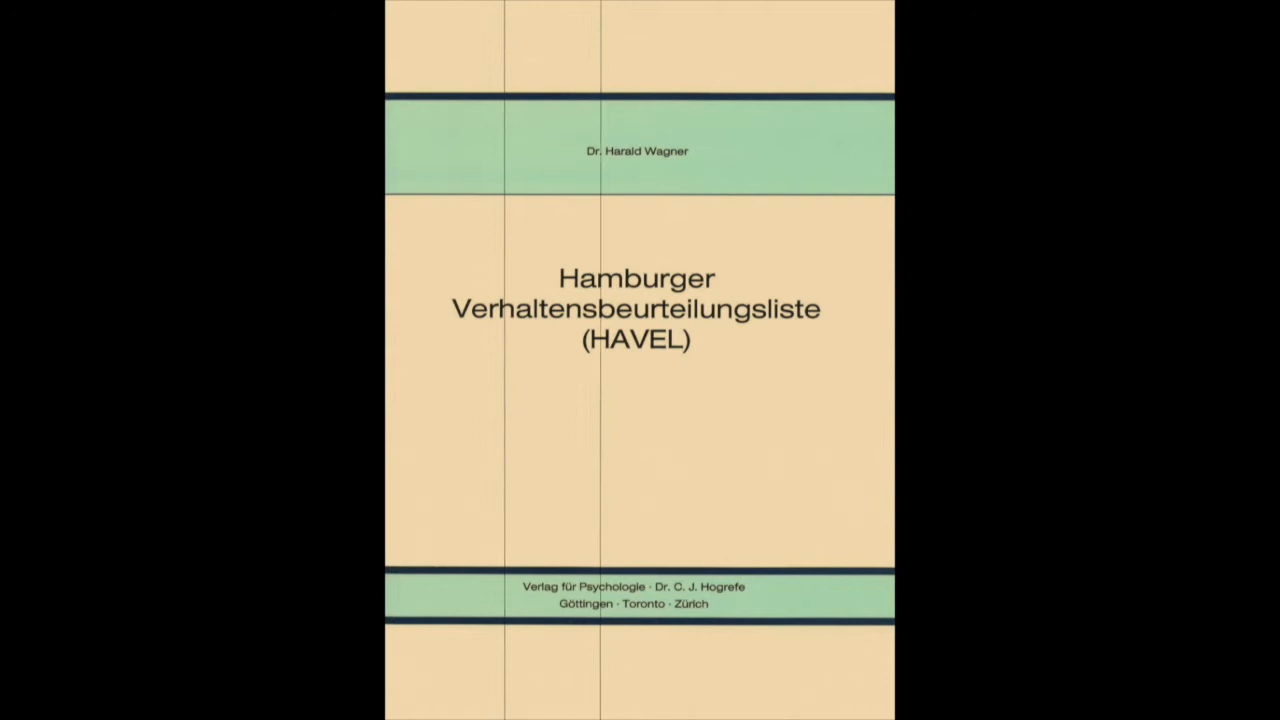 Dr. Harald Wagner
Hamburger
Verhaltensbeurteilungsliste
(HAVEL)
Verlag für Psychologie · Dr. C. J. Hogrefe
Göttingen · Toronto · Zürich